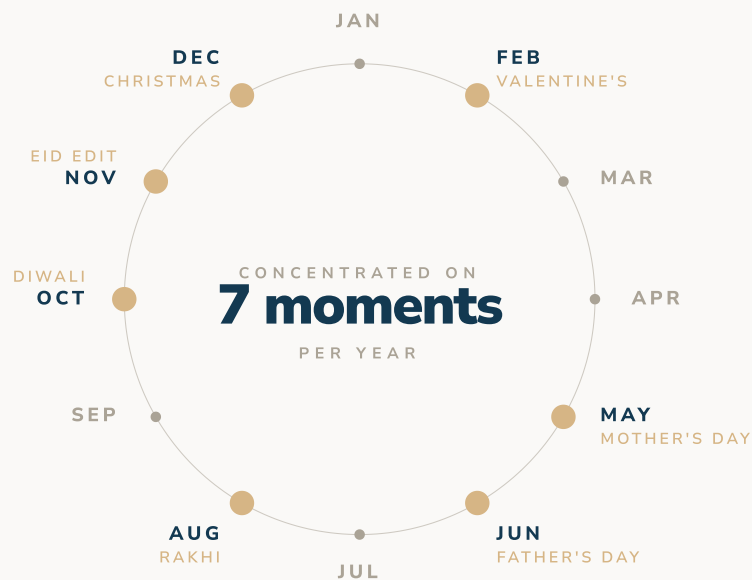 JAN
FEB
VALENTINE'S
MAR
APR
MAY
MOTHER'S DAY
JUN
FATHER'S DAY
JUL
AUG
RAKHI
SEP
DIWALI
OCT
EID EDIT
NOV
DEC
CHRISTMAS
CONCENTRATED ON
7 moments
PER YEAR